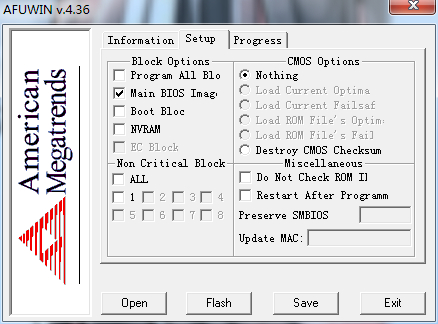 AFUWIN v.4.36
American
Megatrends
Information Setup Progress
Block Options
Program All Blo
Main BIOS Image
Boot Bloc
NVRAM
EC Block
Non Critical Block
ALL
1 2 3 4
5 6 7 8
CMOS Options
Nothing
Load Current Optima
Load Current Failsaf
Load ROM File's Optim
Load ROM File's Fail
Destroy CMOS Checksum
Miscellaneous
Do Not Check ROM I
Restart After Programm
Preserve SMBIOS
Update MAC:
Open Flash Save Exit